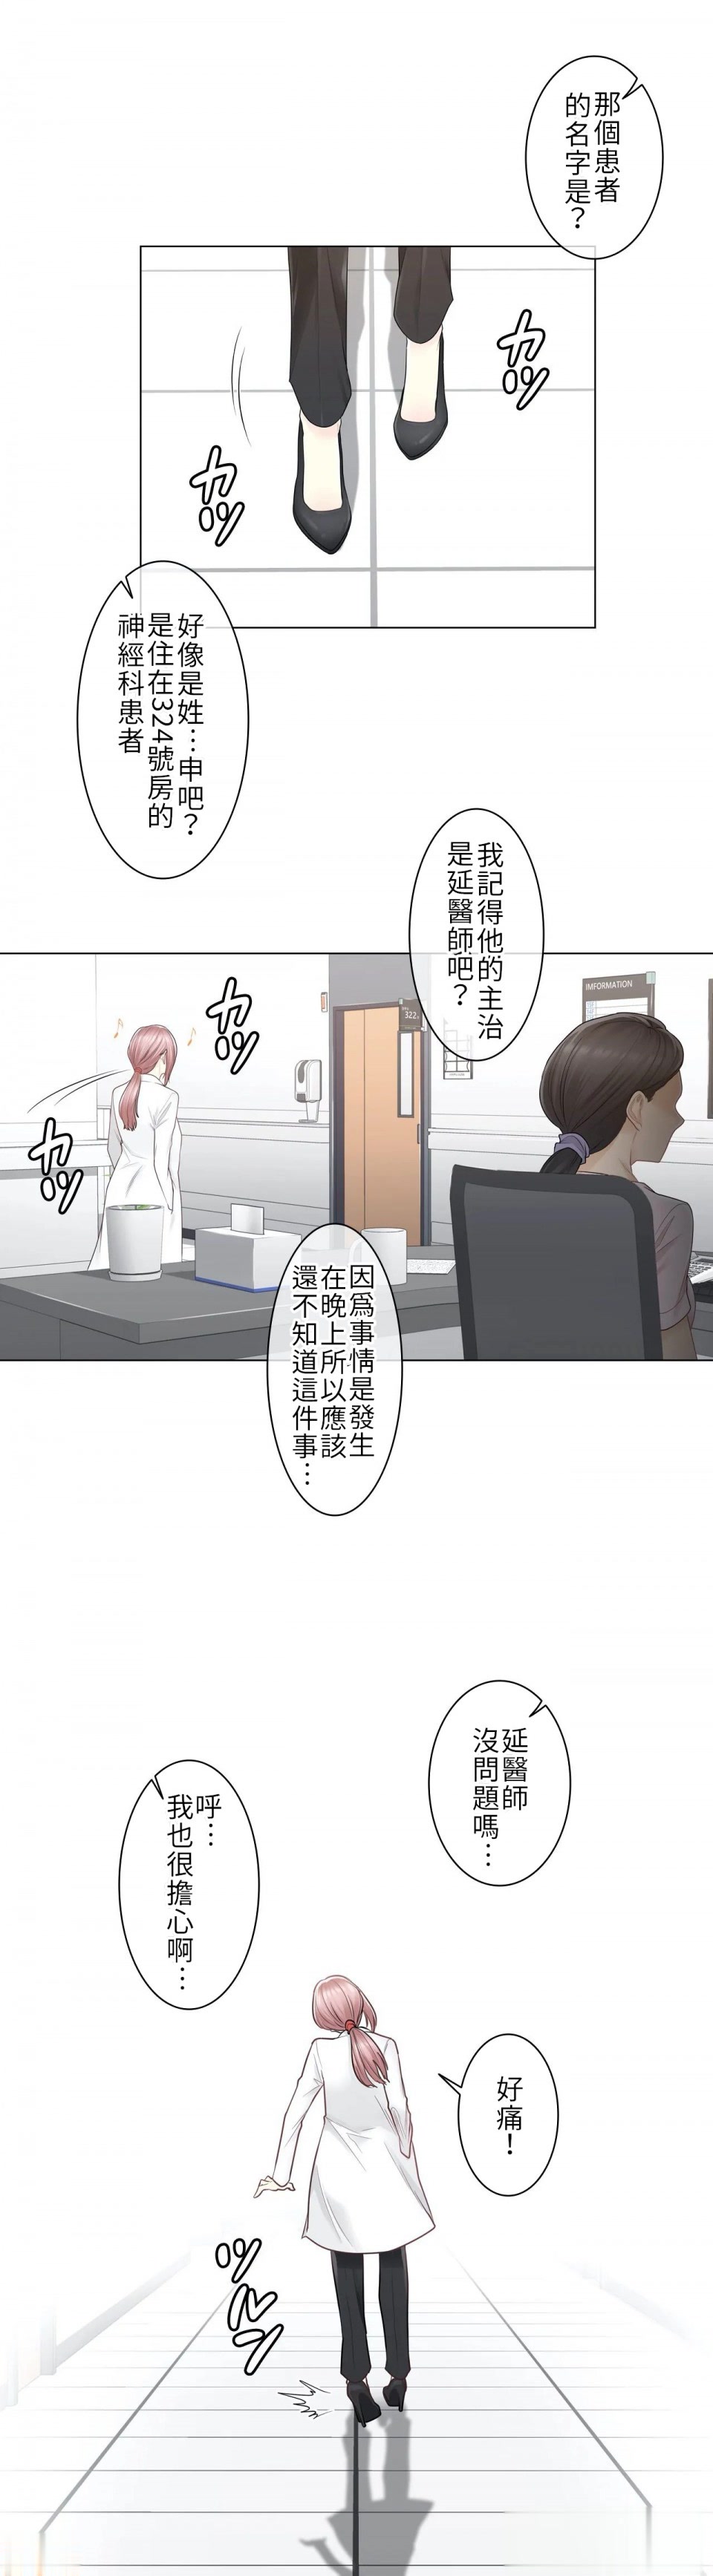 那個患者
的名字是？
カッ
カッ
好像是姓…申吧？
是住在324號房的
神經科患者
我記得他的主治
是延醫師吧？
IMFORMATION
322
カッ
カッ
因爲事情是發生
在晚上所以應該
還不知道這件事…
延醫師
沒問題嗎…
呼…
我也很擔心啊…
好痛！
ツルン